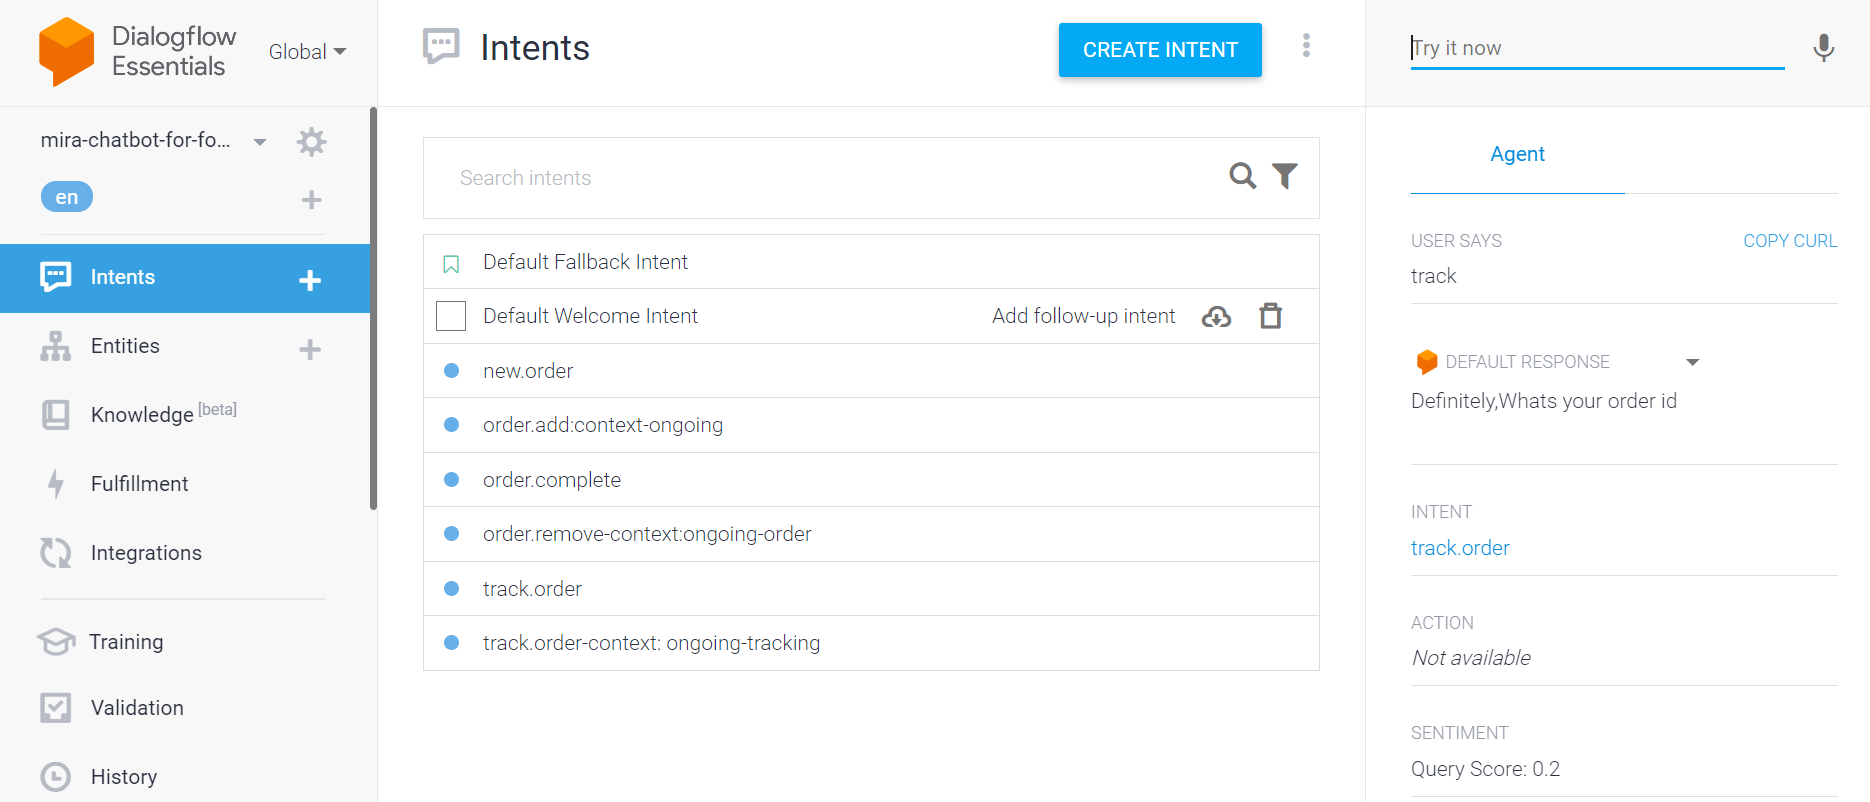 Dialogflow
Essentials
Global
mira-chatbot-for-fo...
en
Intents
Entities
Knowledge [beta]
Fulfillment
Integrations
Training
Validation
History
Intents
CREATE INTENT
Search intents
Default Fallback Intent
Default Welcome Intent
Add follow-up intent
new.order
order.add:context-ongoing
order.complete
order.remove-context:ongoing-order
track.order
track.order-context: ongoing-tracking
Try it now
Agent
USER SAYS
COPY CURL
track
DEFAULT RESPONSE
Definitely,Whats your order id
INTENT
track.order
ACTION
Not available
SENTIMENT
Query Score: 0.2